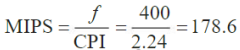 MIPS = f/CPI = 400/2.24 = 178.6